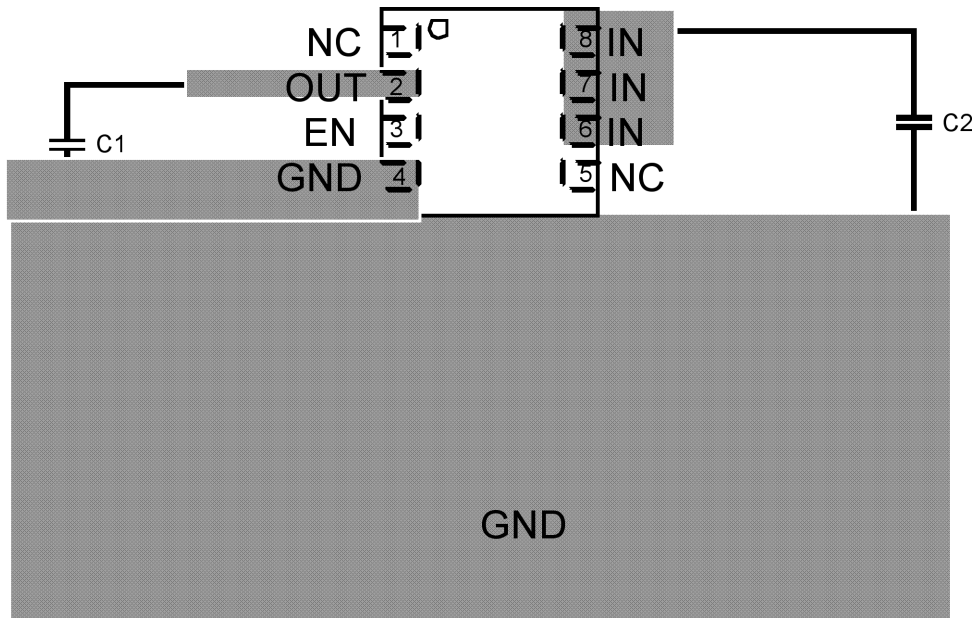 NC 1 8 IN
OUT 2 7 IN
EN 3 6 IN
C1 C2
GND 4 5 NC
GND